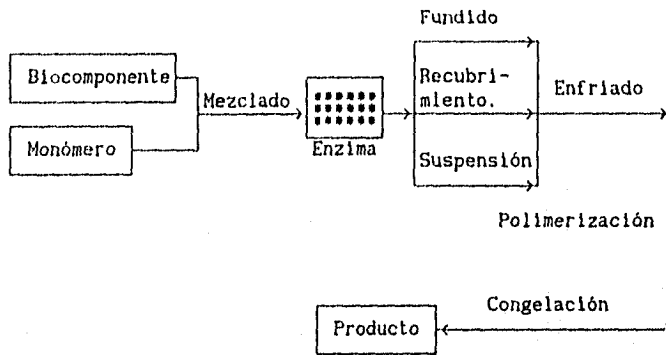 Fundido
Biocomponente
Mezclado
Recubri-
miento.
Enfriado
Monómero
Enzima
Suspensión
Polimerización
Congelación
Producto